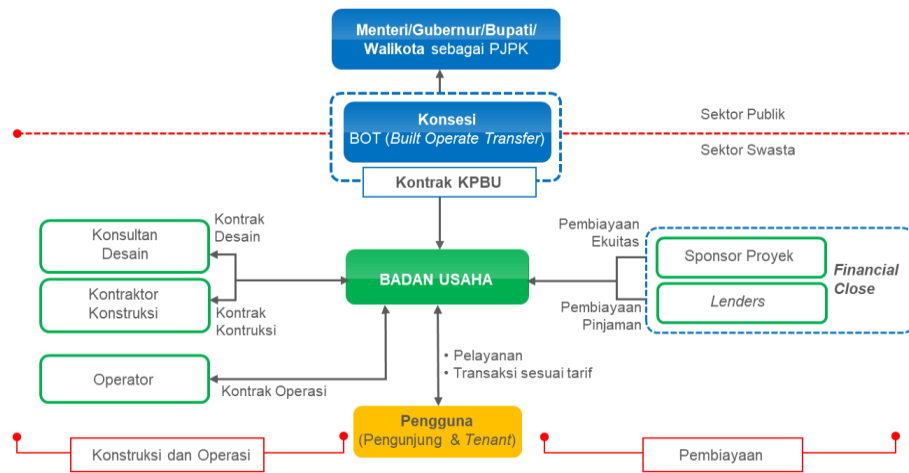 Menteri/Gubernur/Bupati/
Walikota sebagai PJPK
Konsesi
BOT (Built Operate Transfer)
Kontrak KPBU
Sektor Publik
Sektor Swasta
Konsultan
Desain
Kontrak
Desain
Kontraktor
Konstruksi
Kontrak
Kontruksi
BADAN USAHA
Pembiayaan
Ekuitas
Sponsor Proyek
Financial
Close
Lenders
Pembiayaan
Pinjaman
Operator
Kontrak Operasi
• Pelayanan
• Transaksi sesuai tarif
Pengguna
(Pengunjung & Tenant)
Konstruksi dan Operasi
Pembiayaan